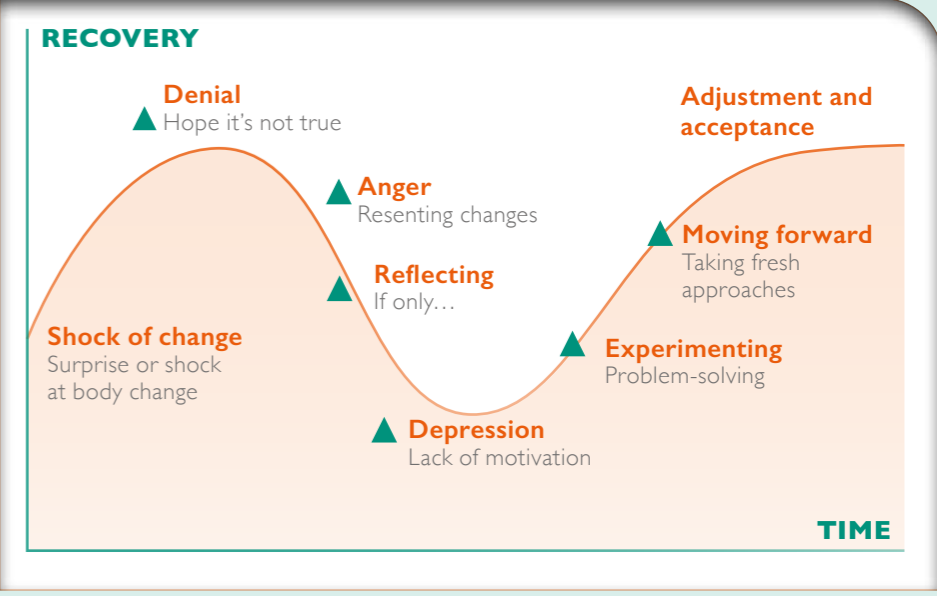 RECOVERY
Denial
Hope it's not true
Adjustment and
acceptance
Anger
Resenting changes
Moving forward
Taking fresh
approaches
Reflecting
If only…
Shock of change
Surprise or shock
at body change
Experimenting
Problem-solving
Depression
Lack of motivation
TIME